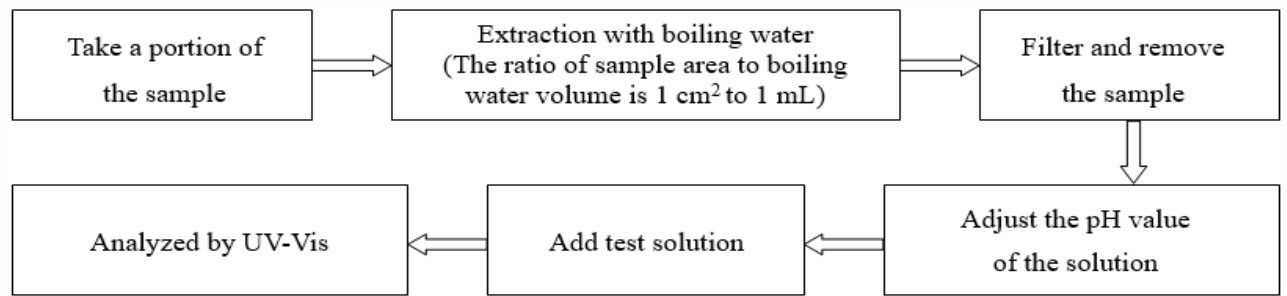 Take a portion of
the sample
Extraction with boiling water
(The ratio of sample area to boiling
water volume is 1 cm² to 1 mL)
Filter and remove
the sample
Adjust the pH value
of the solution
Add test solution
Analyzed by UV-Vis